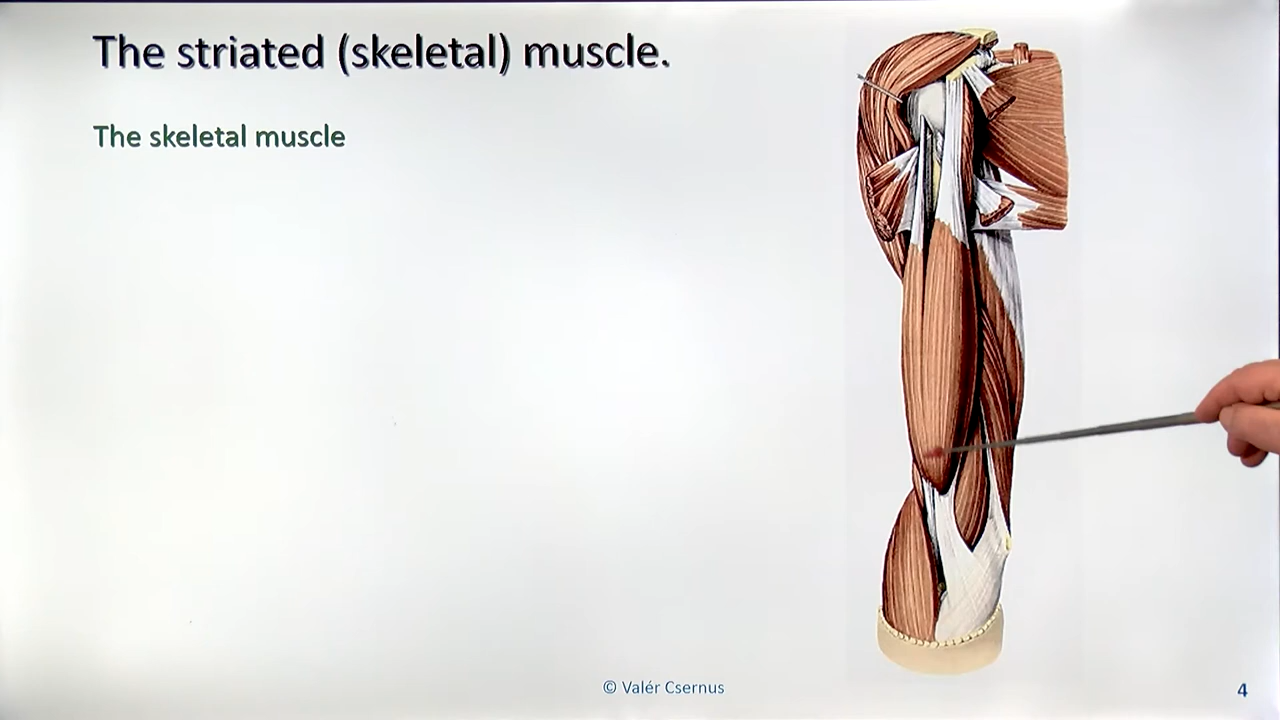 The striated (skeletal) muscle.
The skeletal muscle
© Valér Csernus
4